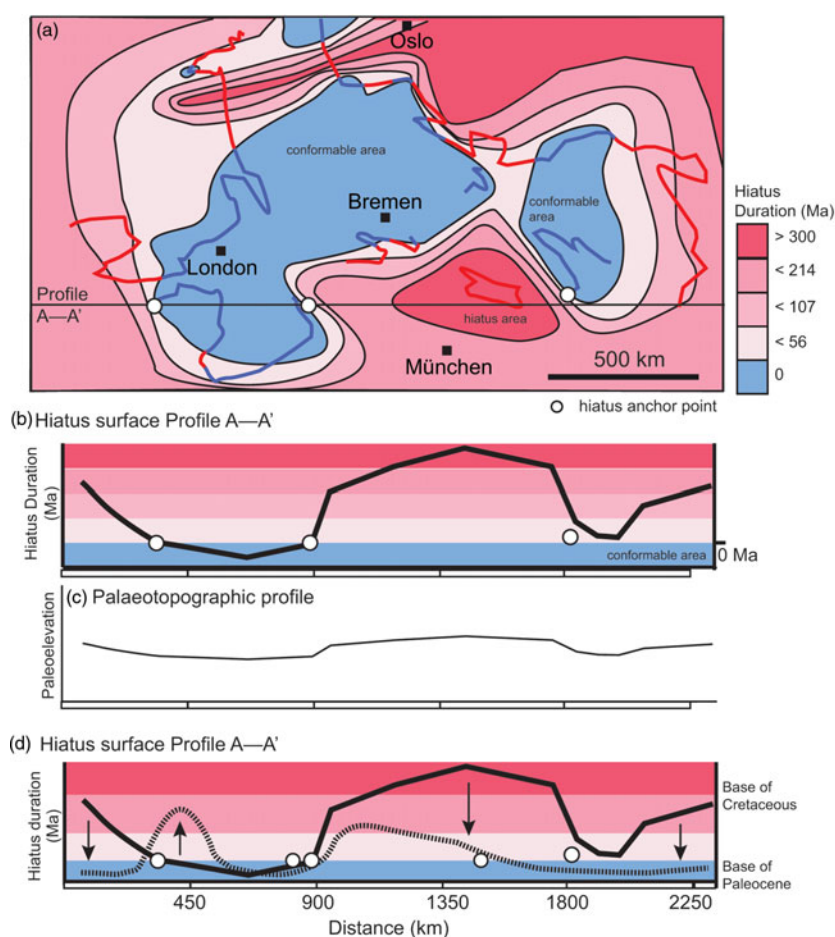 (a)
Oslo
conformable area
Bremen
conformable
area
London
Profile
A—A'
hiatus area
München
500 km
Hiatus
Duration (Ma)
> 300
< 214
< 107
< 56
0
hiatus anchor point
(b) Hiatus surface Profile A—A'
Hiatus Duration
(Ma)
conformable area
0 Ma
(c) Palaeotopographic profile
Paleoelevation
(d) Hiatus surface Profile A—A'
Hiatus duration
(Ma)
Base of
Cretaceous
Base of
Paleocene
450 900 1350 1800 2250
Distance (km)